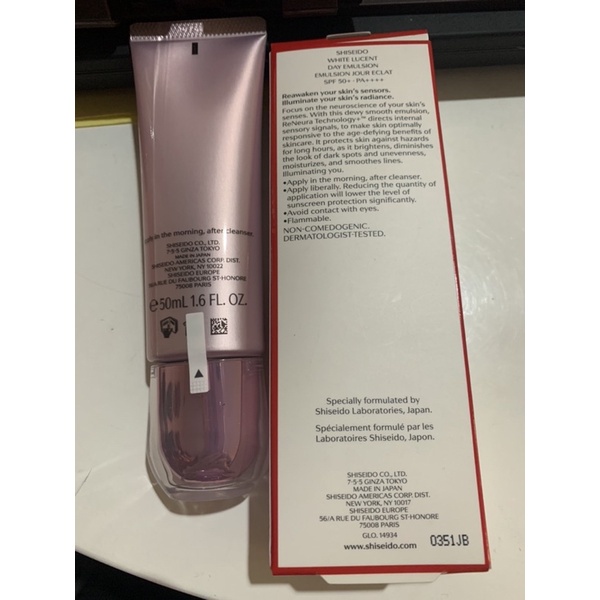 ply in the morning, after cleanser.
SHISEIDO CO., LTD.
7·5·5 GINZA TOKYO
MADE IN JAPAN
SHISEIDO AMERICAS CORP. DIST.
NEW YORK, NY 10022
SHISEIDO EUROPE
56/A RUE DU FAUBOURG ST-HONORE
75008 PARIS
e50mL 1.6 FL. OZ.
SHISEIDO
WHITE LUCENT
DAY EMULSION
EMULSION JOUR ECLAT
SPF 50+ · PA++++
Reawaken your skin's sensors.
Illuminate your skin's radiance.
Focus on the neuroscience of your skin's
senses. With this dewy smooth emulsion,
ReNeura Technology+™ directs internal
sensory signals, to make skin optimally
responsive to the age-defying benefits of
skincare. It protects skin against hazards
for long hours, as it brightens, diminishes
the look of dark spots and unevenness,
moisturizes, and smoothes lines.
Illuminating you.
•Apply in the morning, after cleanser.
•Apply liberally. Reducing the quantity of
application will lower the level of
sunscreen protection significantly.
•Avoid contact with eyes.
•Flammable.
NON-COMEDOGENIC.
DERMATOLOGIST-TESTED.
Specially formulated by
Shiseido Laboratories, Japan.
Spécialement formulé par les
Laboratoires Shiseido, Japon.
SHISEIDO CO., LTD.
7·5·5 GINZA TOKYO
MADE IN JAPAN
SHISEIDO AMERICAS CORP. DIST.
NEW YORK, NY 10017
SHISEIDO EUROPE
56/A RUE DU FAUBOURG ST-HONORE
75008 PARIS
GLO. 14934
www.shiseido.com
0351JB